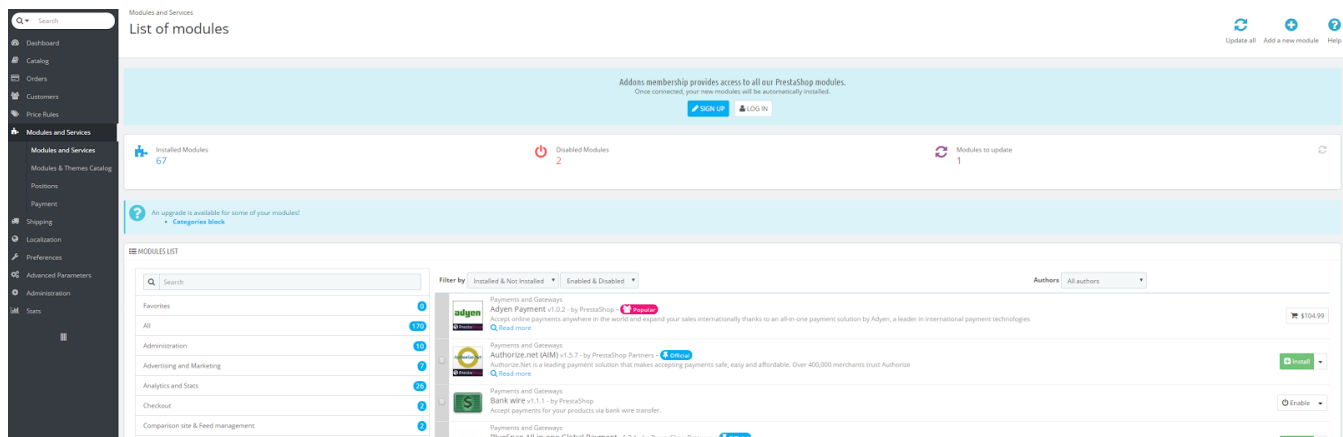 Search
Dashboard
Catalog
Orders
Customers
Price Rules
Modules and Services
Modules and Services
Modules & Themes Catalog
Positions
Payment
Shipping
Localization
Preferences
Advanced Parameters
Administration
Stats
Modules and Services
List of modules
Update all
Add a new module
Help
Addons membership provides access to all our PrestaShop modules.
Once connected, your new modules will be automatically installed.
SIGN UP
LOG IN
Installed Modules
67
Disabled Modules
2
Modules to update
1
An upgrade is available for some of your modules!
Categories block
MODULES LIST
Search
Favorites 0
All 170
Administration 10
Advertising and Marketing 7
Analytics and Stats 26
Checkout 2
Comparison site & Feed management 2
Filter by Installed & Not Installed Enabled & Disabled
Authors All authors
adyen
Payments and Gateways
Adyen Payment v1.0.2 - by PrestaShop - Popular
Accept online payments anywhere in the world and expand your sales internationally thanks to an all-in-one payment solution by Adyen, a leader in international payment technologies
Read more
$104.99
Payments and Gateways
Authorize.net (AIM) v1.5.7 - by PrestaShop Partners - Official
Authorize.Net is a leading payment solution that makes accepting payments safe, easy and affordable. Over 400,000 merchants trust Authorize
Read more
Install
Payments and Gateways
Bank wire v1.1.1 - by PrestaShop
Accept payments for your products via bank wire transfer.
Enable
Payments and Gateways